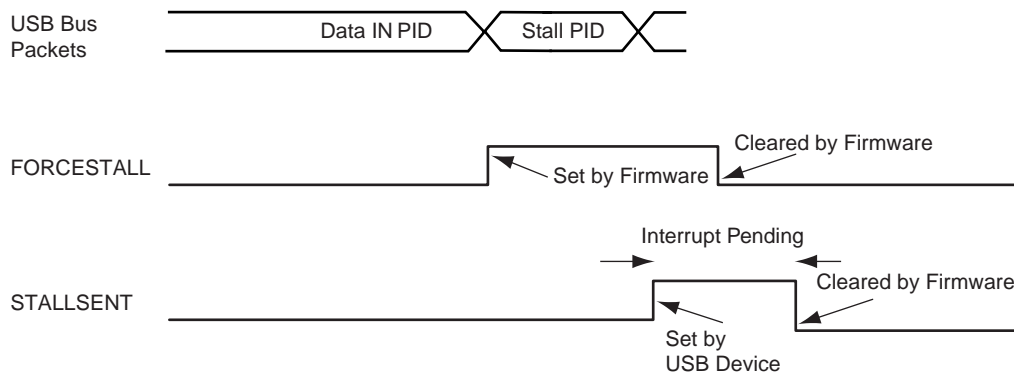 USB Bus
Packets
Data IN PID
Stall PID
FORCESTALL
Set by Firmware
Cleared by Firmware
Interrupt Pending
STALLSENT
Set by
USB Device
Cleared by Firmware